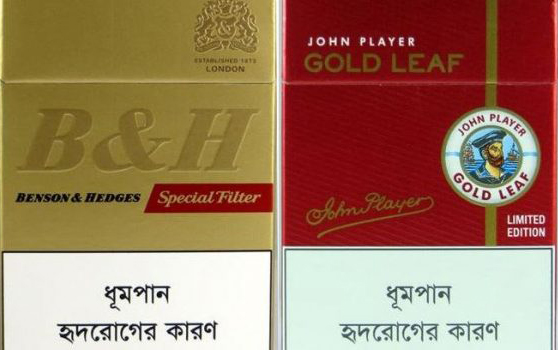 ESTABLISHED 1873
LONDON
B&H
BENSON & HEDGES Special Filter
ধূমপান
হৃদরোগের কারণ
JOHN PLAYER
GOLD LEAF
JOHN PLAYER
GOLD LEAF
John Player
LIMITED
EDITION
ধূমপান
হৃদরোগের কারণ